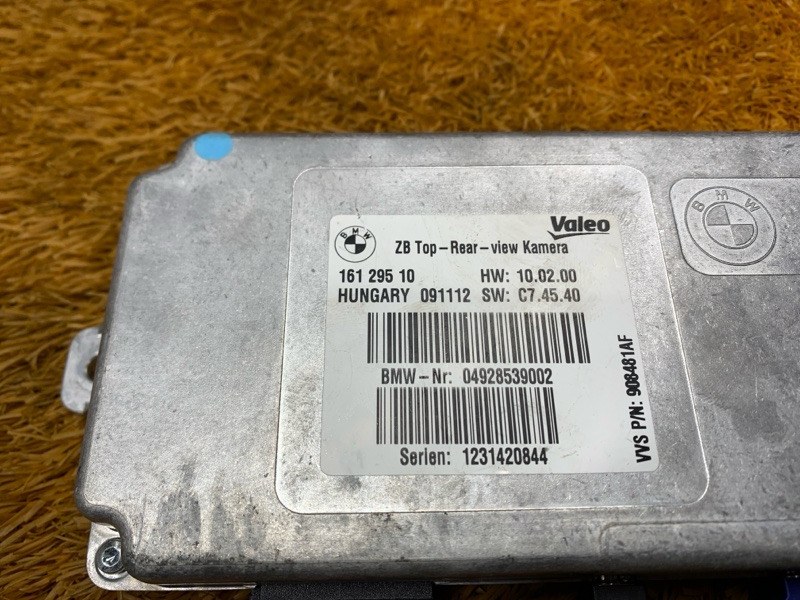 BMW
Valeo
ZB Top-Rear-view Kamera
161 295 10 HW: 10.02.00
HUNGARY 091112 SW: C7.45.40
BMW-Nr: 04928539002
Serien: 1231420844
VVS P/N: 908481AF
BMW